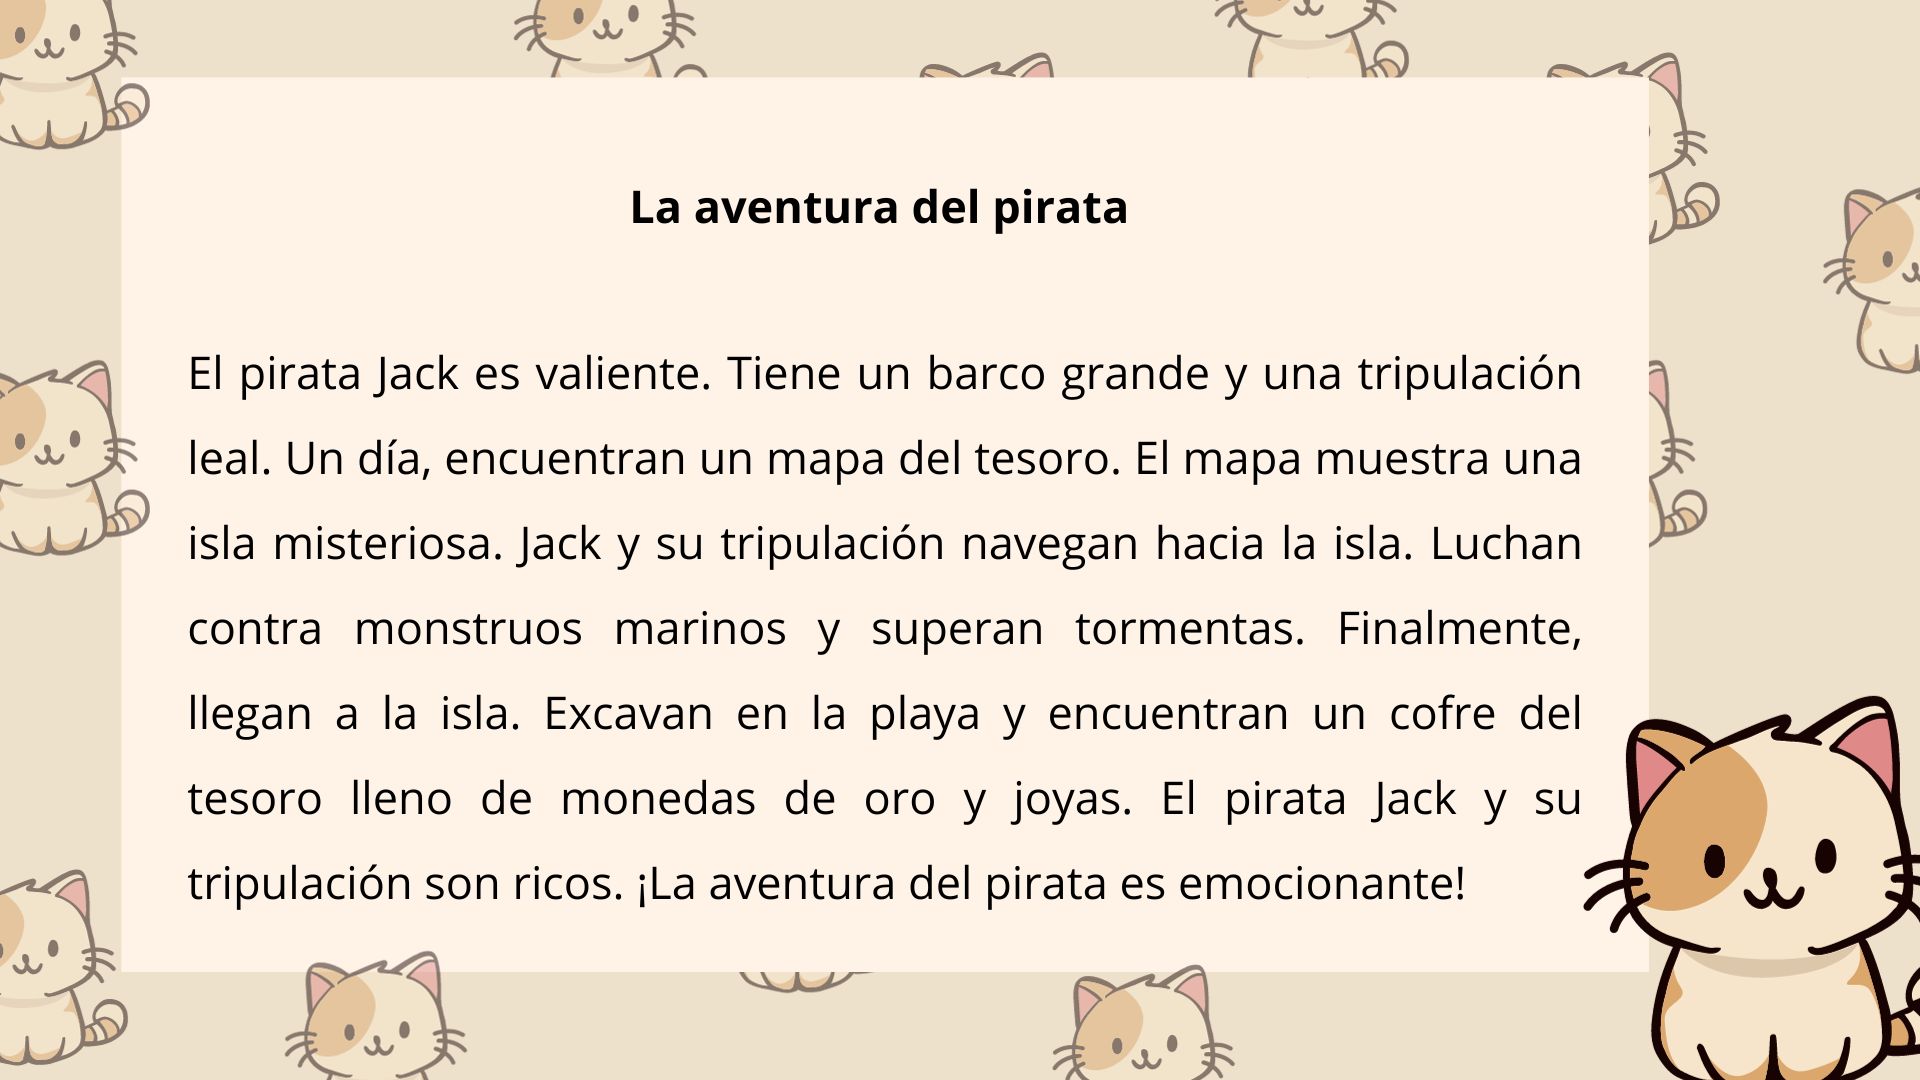 La aventura del pirata
El pirata Jack es valiente. Tiene un barco grande y una tripulación
leal. Un día, encuentran un mapa del tesoro. El mapa muestra una
isla misteriosa. Jack y su tripulación navegan hacia la isla. Luchan
contra monstruos marinos y superan tormentas. Finalmente,
llegan a la isla. Excavan en la playa y encuentran un cofre del
tesoro lleno de monedas de oro y joyas. El pirata Jack y su
tripulación son ricos. ¡La aventura del pirata es emocionante!